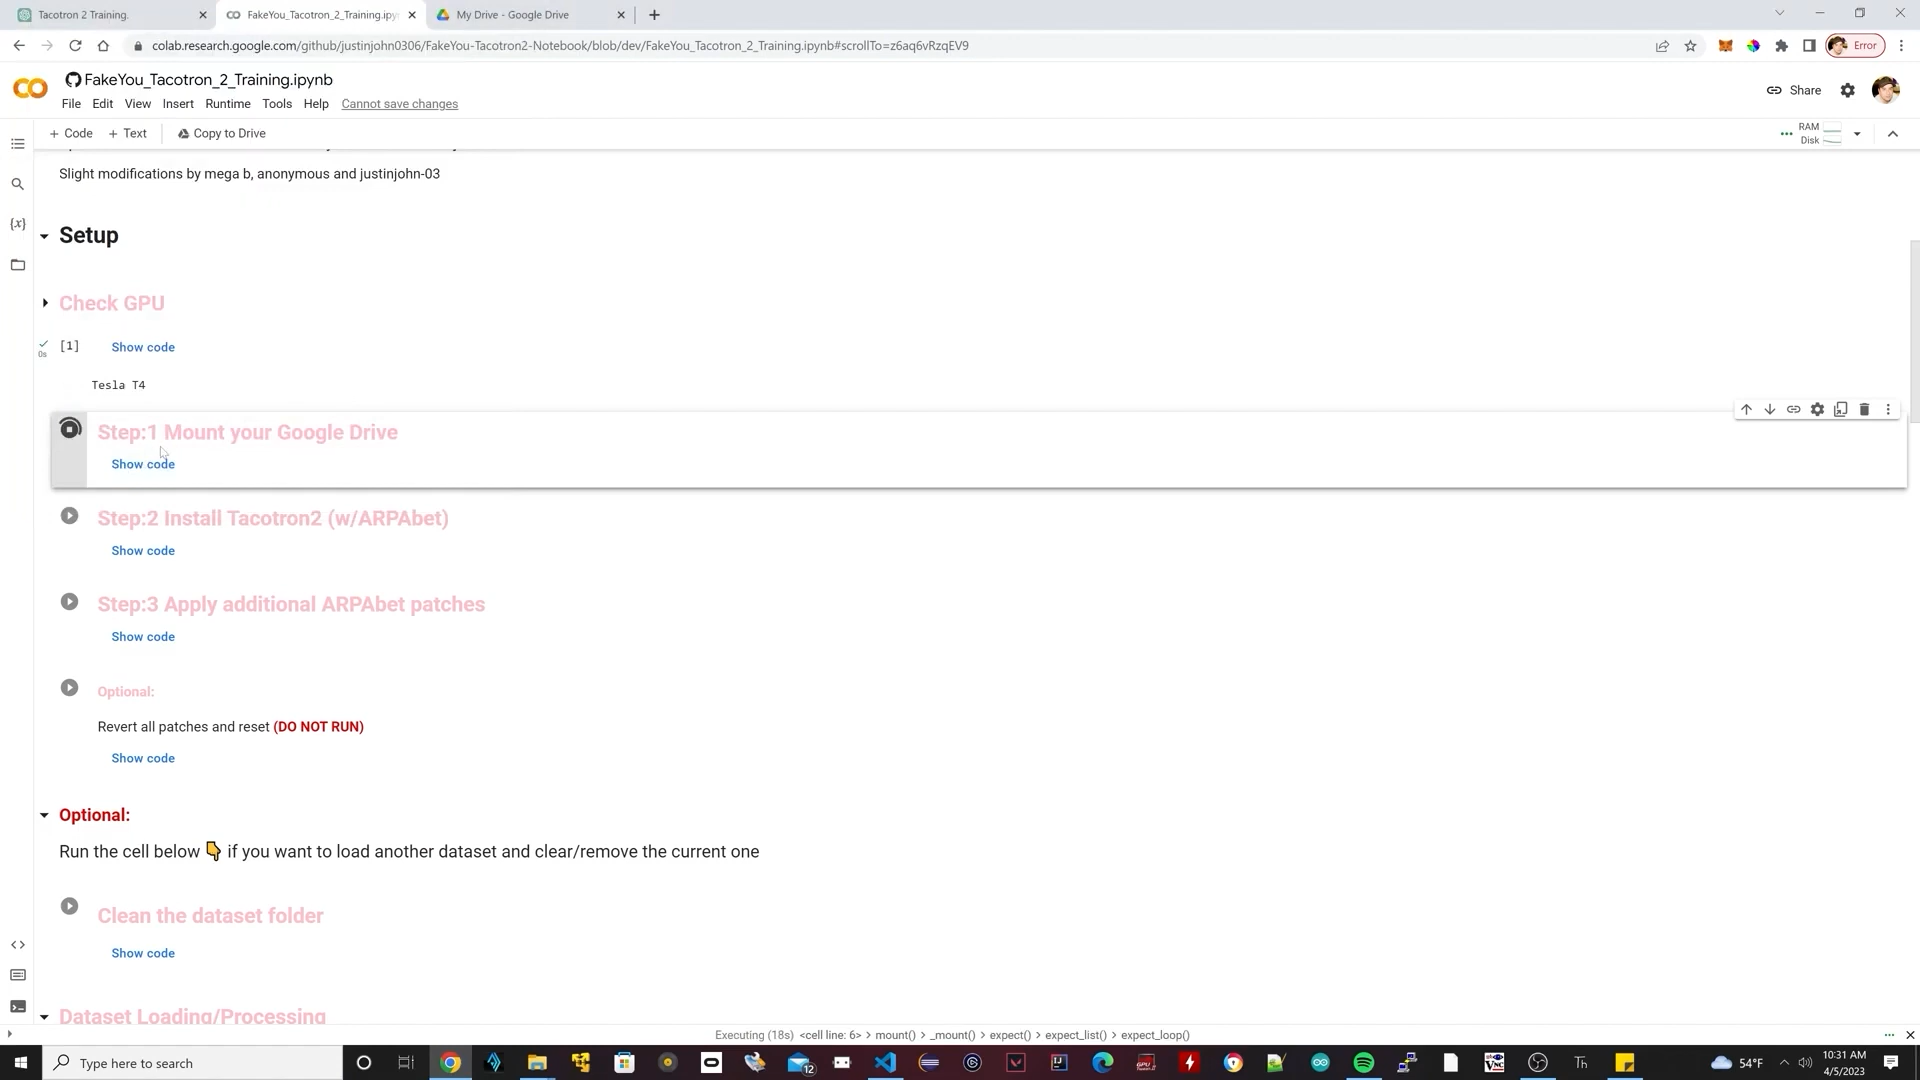 Tacotron 2 Training.
FakeYou_Tacotron_2_Training.ipy
My Drive - Google Drive
colab.research.google.com/github/justinjohn0306/FakeYou-Tacotron2-Notebook/blob/dev/FakeYou_Tacotron_2_Training.ipynb#scrollTo=z6aq6vRzqEV9
Error
FakeYou_Tacotron_2_Training.ipynb
File Edit View Insert Runtime Tools Help Cannot save changes
Share
+ Code + Text Copy to Drive
RAM
Disk
Slight modifications by mega b, anonymous and justinjohn-03
{x}
Setup
Check GPU
[1] Show code
0s
Tesla T4
Step:1 Mount your Google Drive
Show code
Step:2 Install Tacotron2 (w/ARPAbet)
Show code
Step:3 Apply additional ARPAbet patches
Show code
Optional:
Revert all patches and reset (DO NOT RUN)
Show code
Optional:
Run the cell below 👇 if you want to load another dataset and clear/remove the current one
Clean the dataset folder
Show code
Dataset Loading/Processing
Executing (18s) <cell line: 6> > mount() > _mount() > expect() > expect_list() > expect_loop()
Type here to search
12
Th
54°F
10:31 AM
4/5/2023